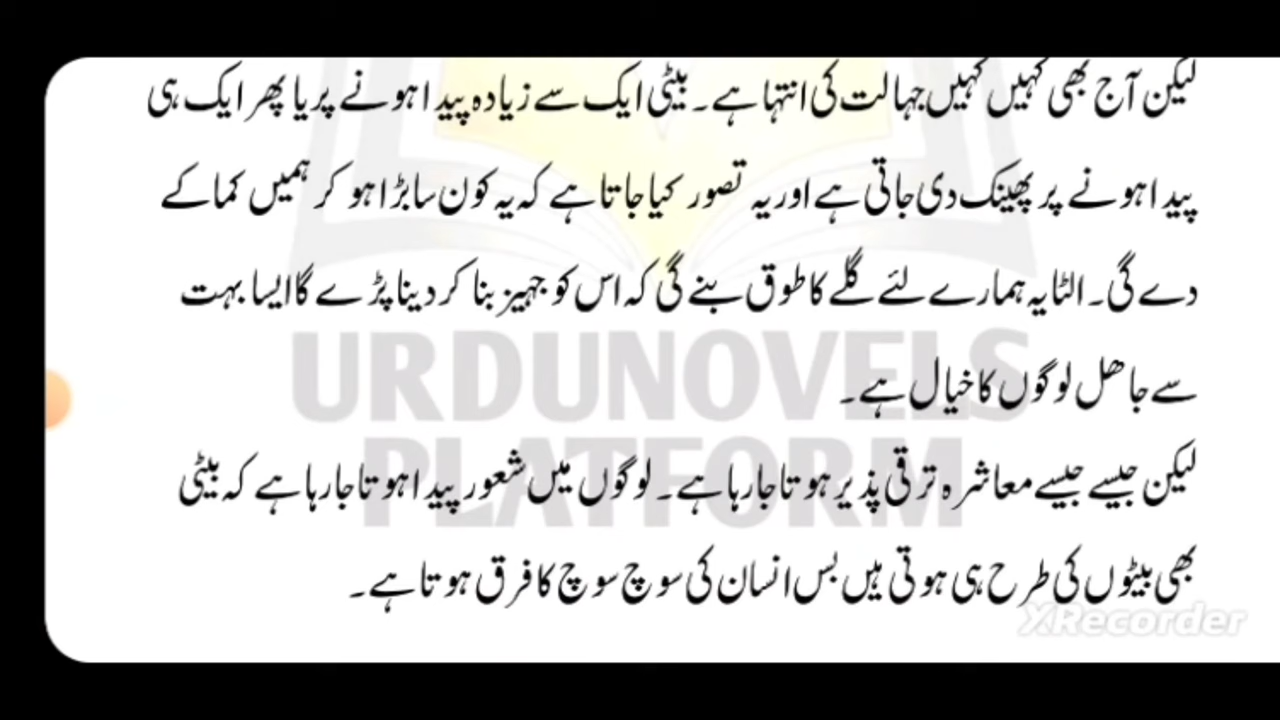 لیکن آج بھی کہیں کہیں جہالت کی انتہا ہے۔ بیٹی ایک سے زیادہ پیدا ہونے پر یا پھر ایک ہی
پیدا ہونے پر پھینک دی جاتی ہے اور یہ تصور کیا جاتا ہے کہ یہ کون سا بڑا ہو کر ہمیں کما کے
دے گی۔ الٹا یہ ہمارے لئے گلے کا طوق بنے گی کہ اس کو جہیز بنا کر دینا پڑے گا ایسا بہت
سے جاھل لوگوں کا خیال ہے۔
URDUNOVELS
لیکن جیسے جیسے معاشرہ ترقی پذیر ہوتا جا رہا ہے۔ لوگوں میں شعور پیدا ہوتا جا رہا ہے کہ بیٹی
PLATFORM
بھی بیٹوں کی طرح ہی ہوتی ہیں بس انسان کی سوچ سوچ کا فرق ہوتا ہے۔
XRecorder